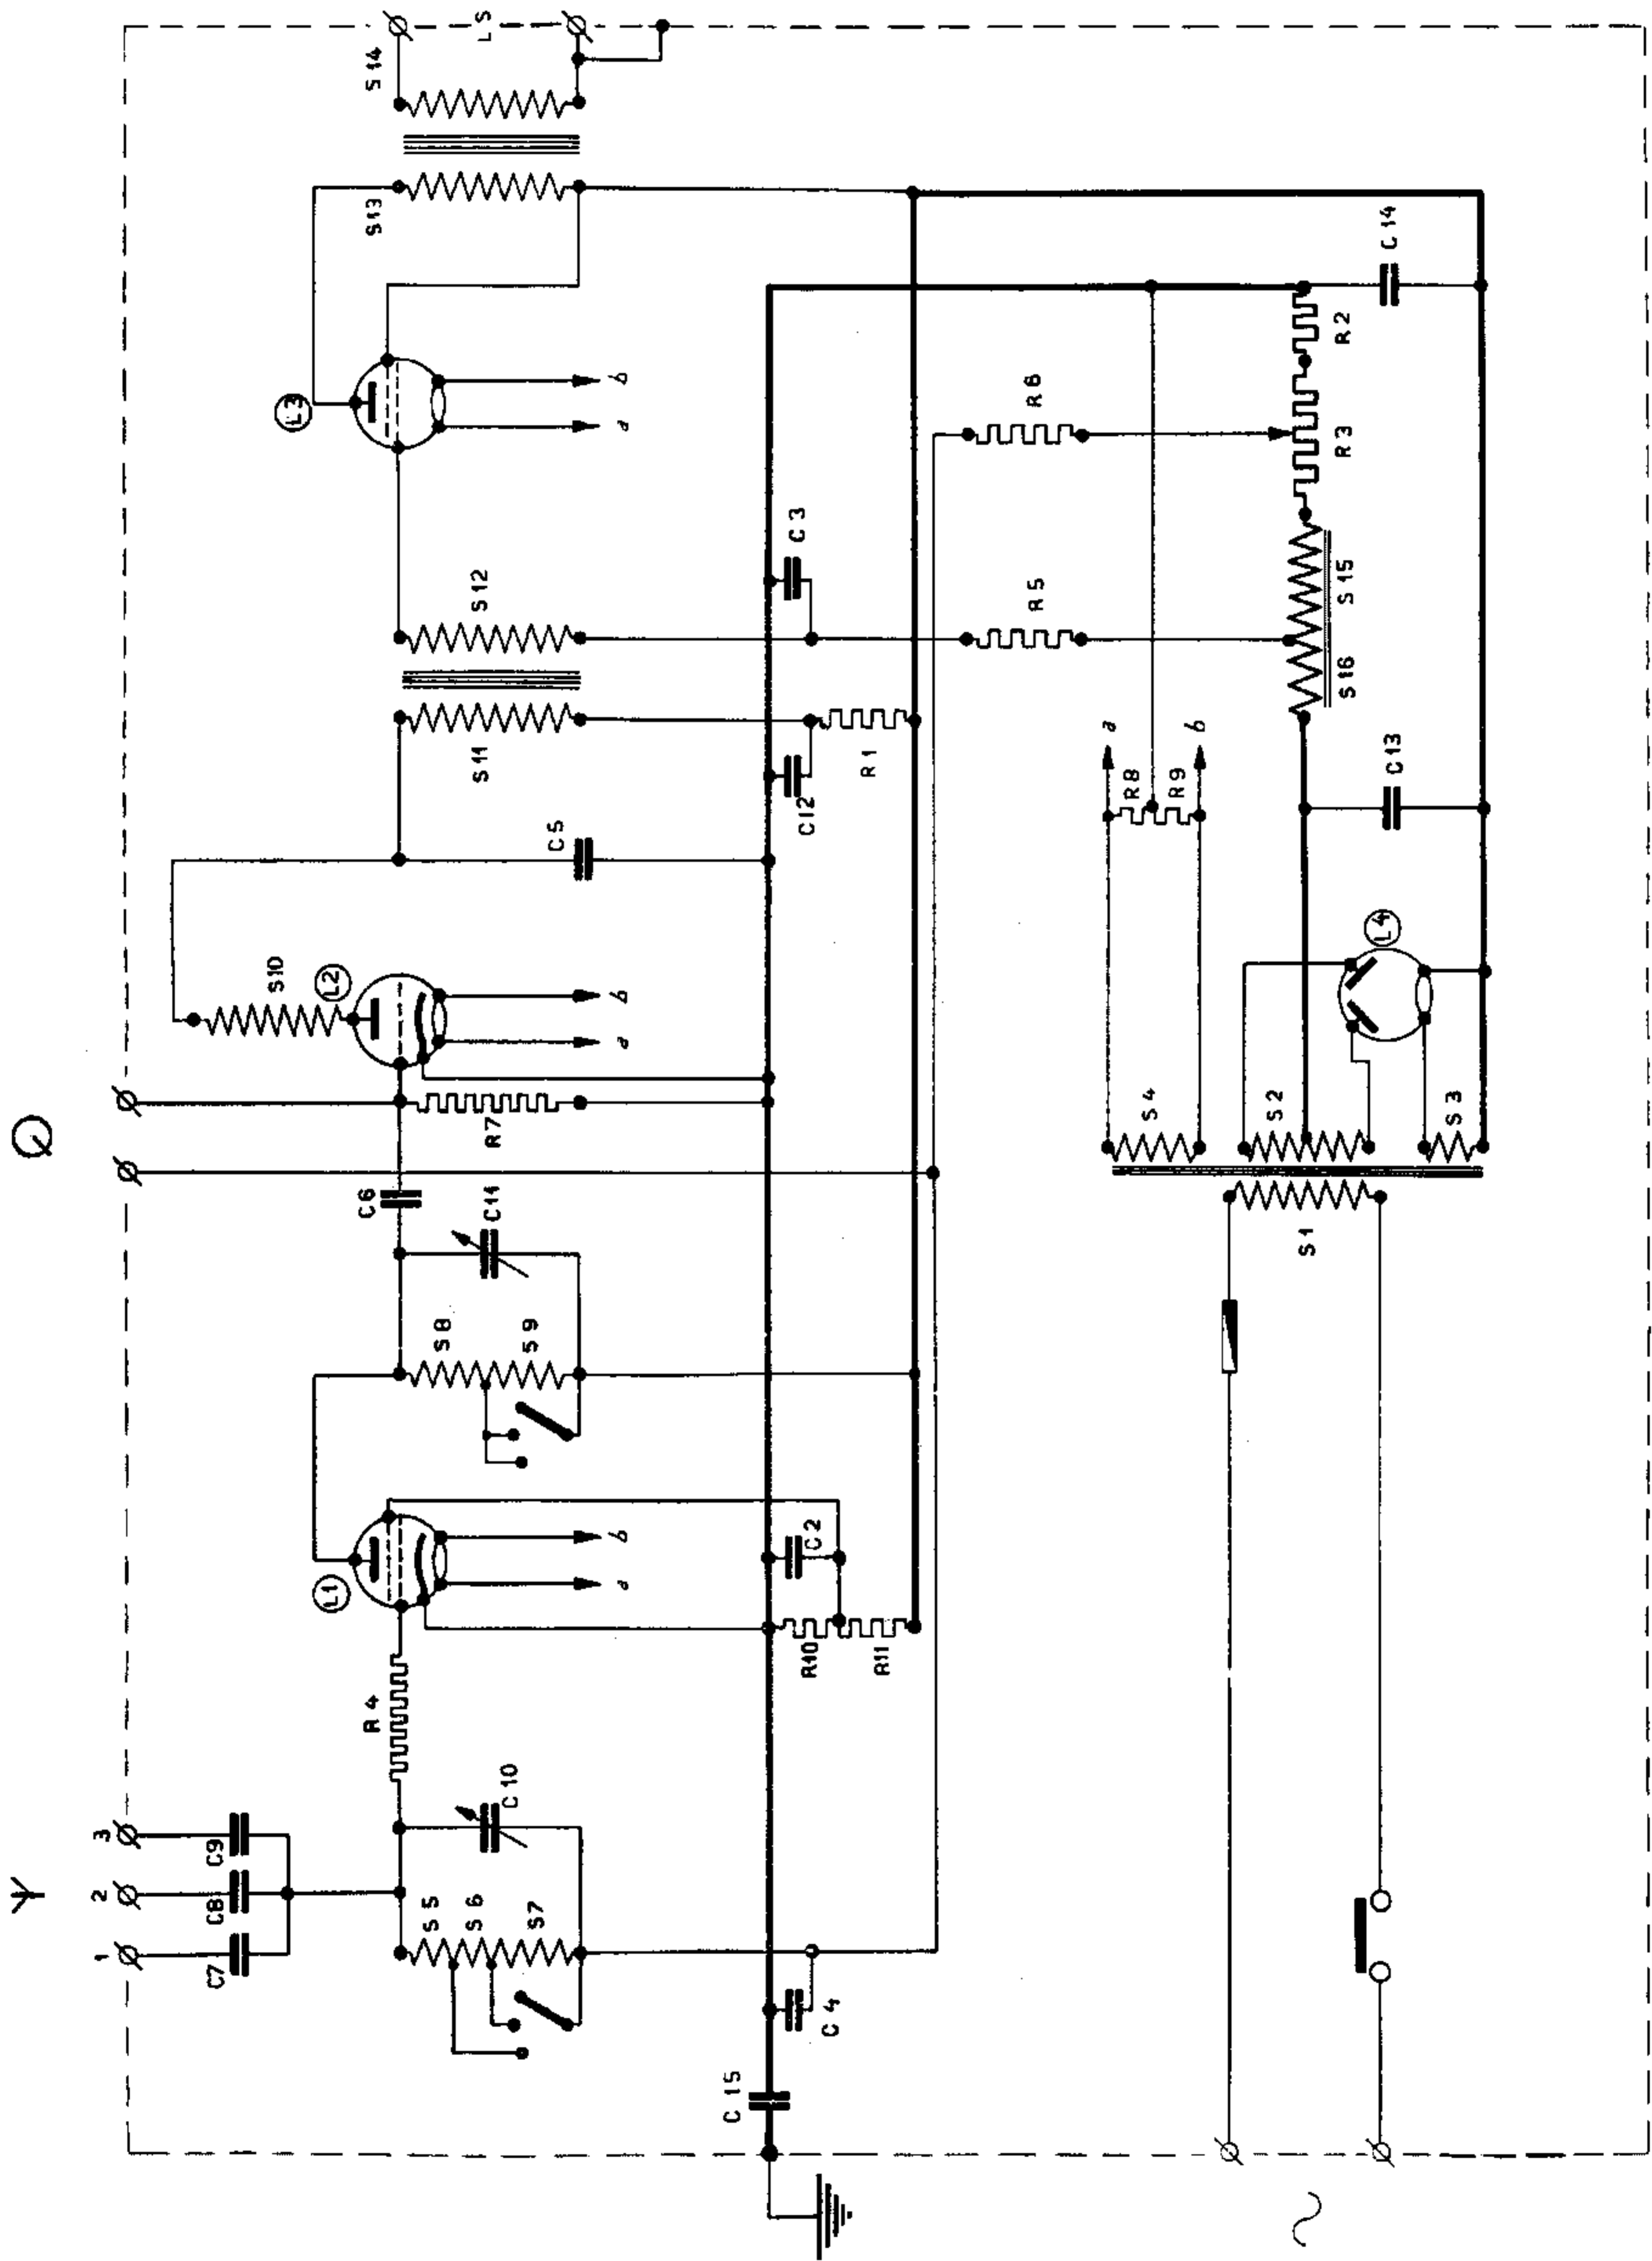 1
2
3
C7
C8
C9
L1
L2
S10
L3
S13
S14
LS
R4
C6
S5
S6
S7
C10
S8
S9
C11
R7
S11
C5
S12
a
b
a
b
a
b
C15
C4
R10
R11
C2
C12
R1
C3
R5
R6
S4
a
R8
R9
b
S1
S2
S3
L4
C13
S16
S15
R3
R2
C14